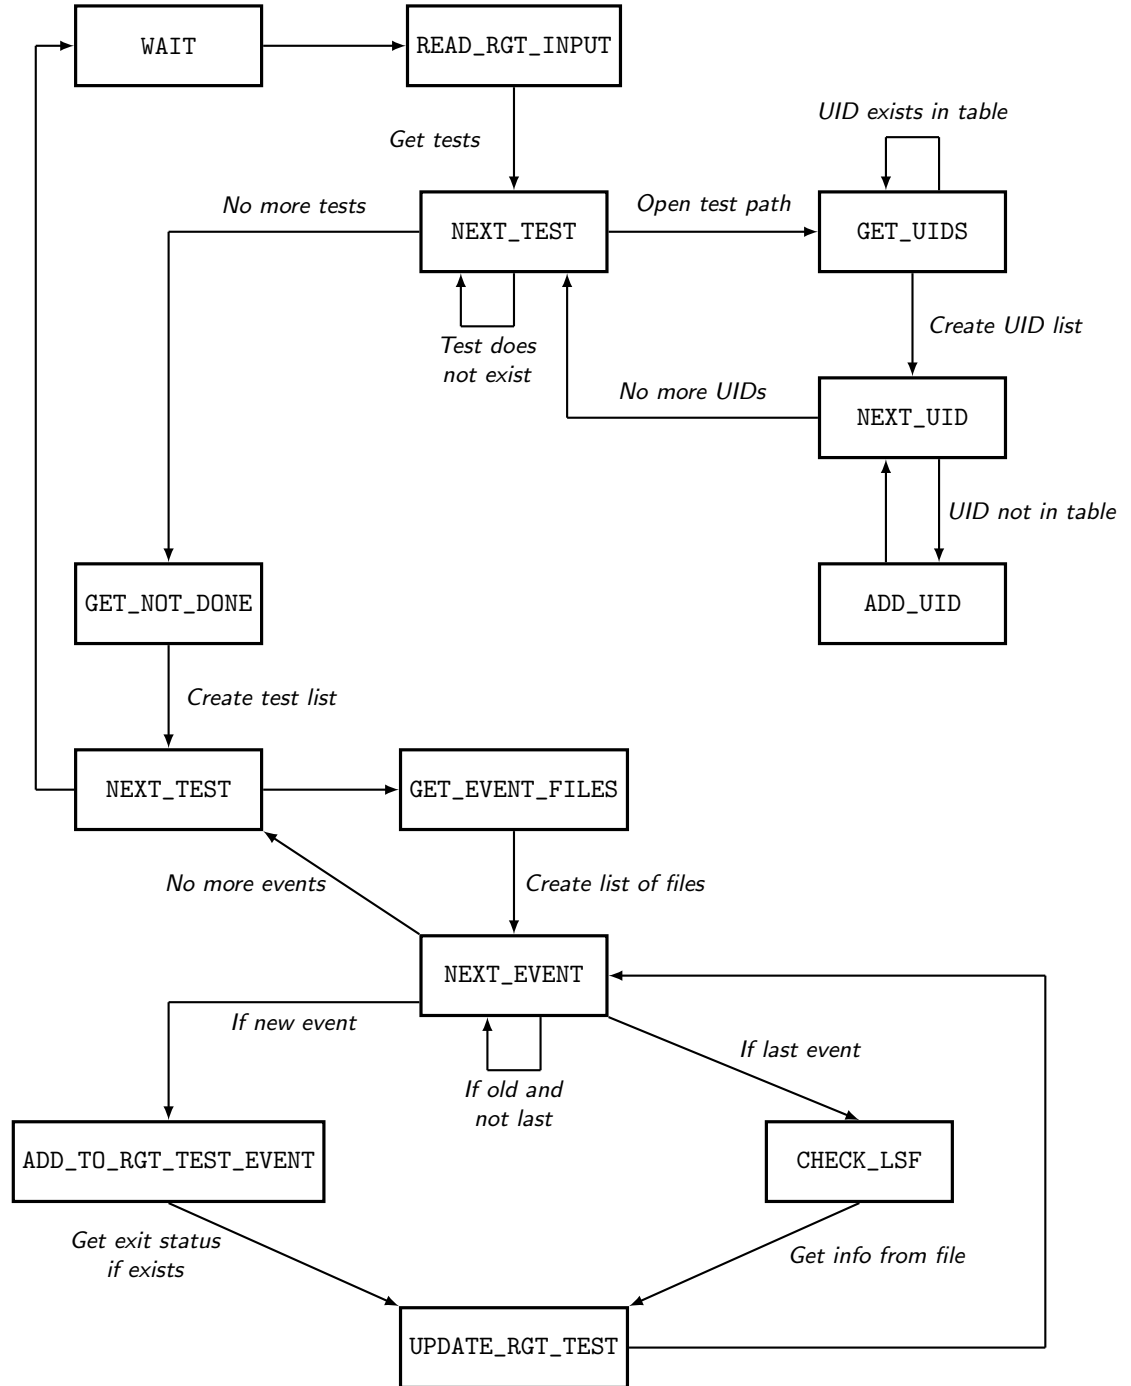 WAIT
READ_RGT_INPUT
UID exists in table
Get tests
No more tests
Open test path
NEXT_TEST
GET_UIDS
Test does
not exist
Create UID list
No more UIDs
NEXT_UID
UID not in table
GET_NOT_DONE
ADD_UID
Create test list
NEXT_TEST
GET_EVENT_FILES
No more events
Create list of files
NEXT_EVENT
If new event
If last event
If old and
not last
ADD_TO_RGT_TEST_EVENT
CHECK_LSF
Get exit status
if exists
Get info from file
UPDATE_RGT_TEST